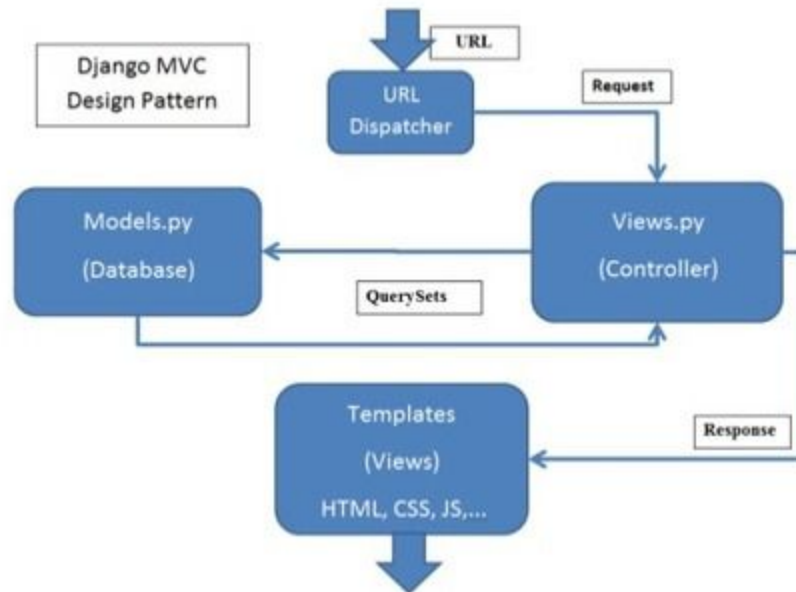 Django MVC
Design Pattern
URL
URL
Dispatcher
Request
Models.py
(Database)
Views.py
(Controller)
QuerySets
Templates
(Views)
HTML, CSS, JS,...
Response